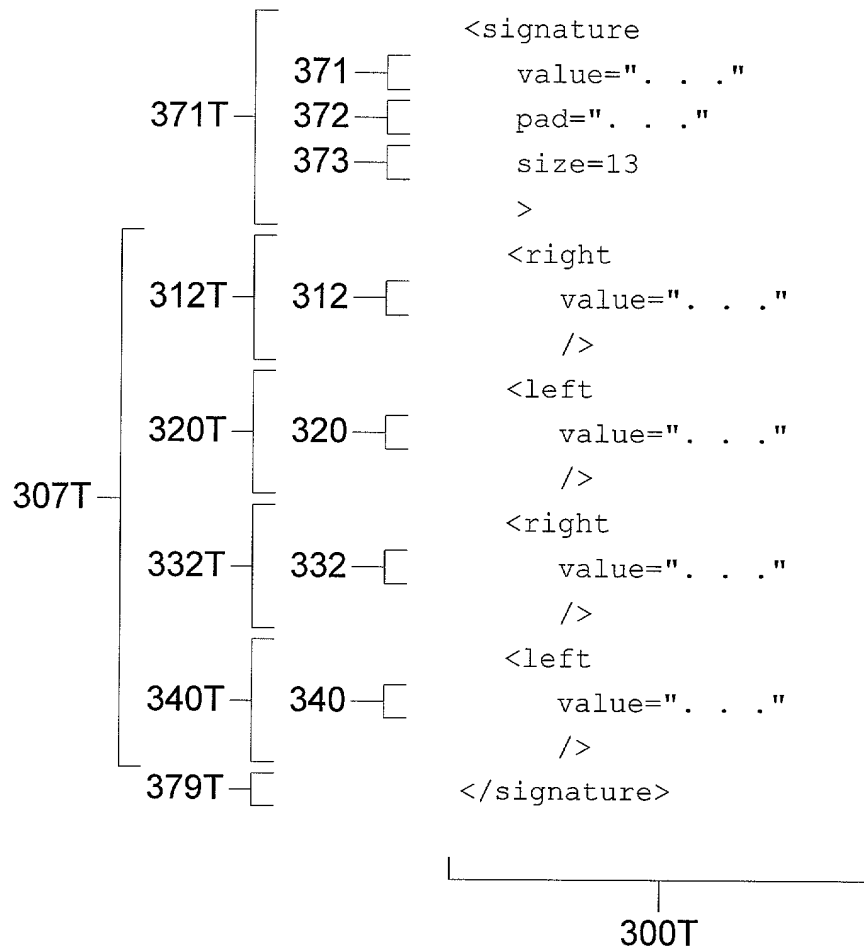 <signature
371 value=". . ."
371T 372 pad=". . ."
373 size=13
>
<right
312T 312 value=". . ."
/>
<left
320T 320 value=". . ."
/>
307T
<right
332T 332 value=". . ."
/>
<left
340T 340 value=". . ."
/>
379T </signature>
300T